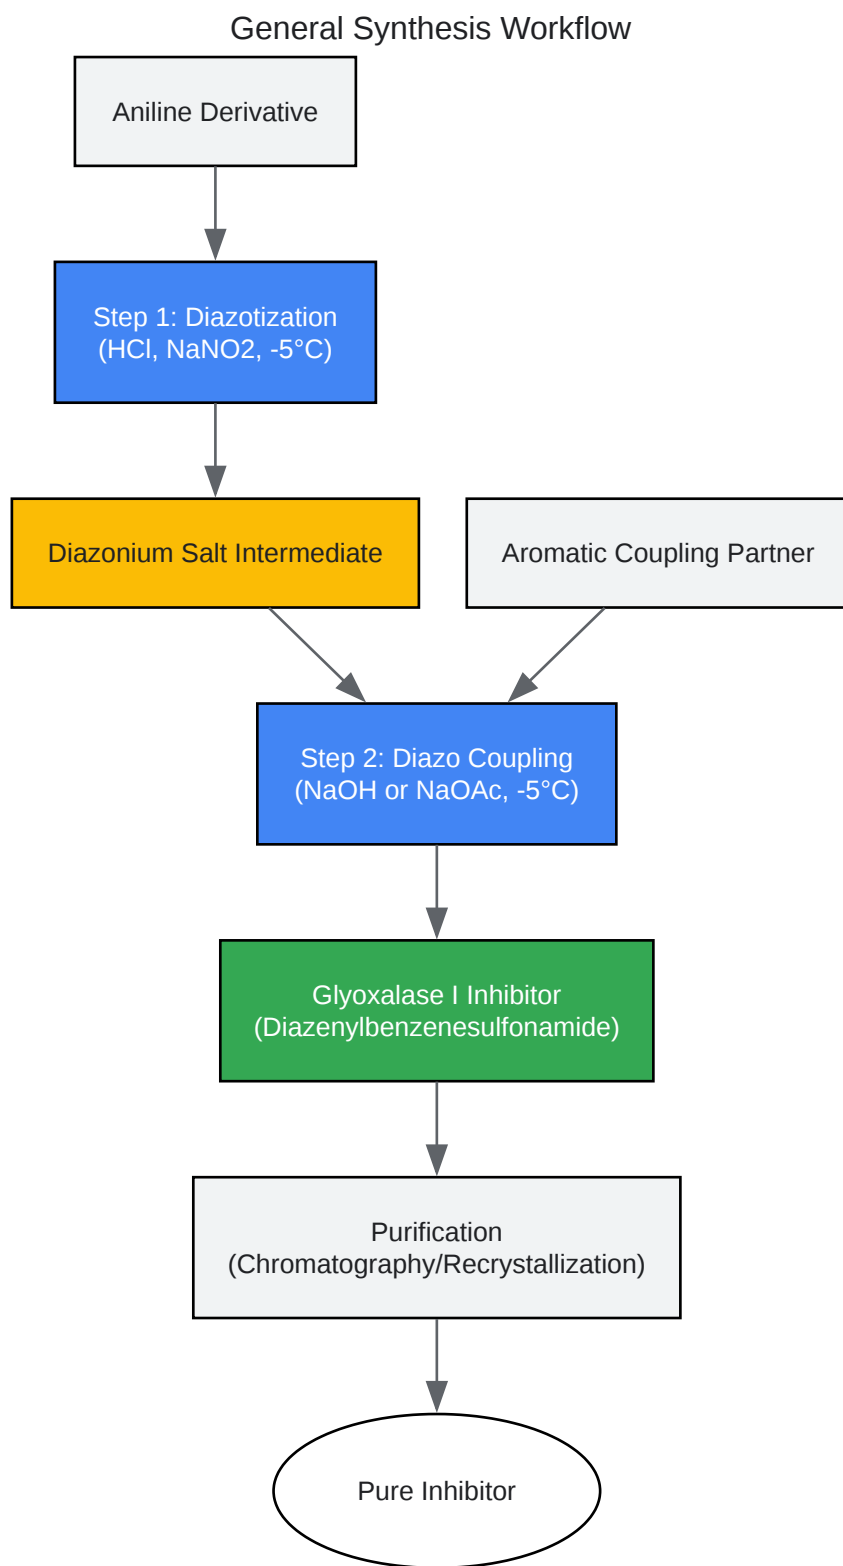 General Synthesis Workflow
Aniline Derivative
Step 1: Diazotization
(HCl, NaNO2, -5°C)
Diazonium Salt Intermediate
Aromatic Coupling Partner
Step 2: Diazo Coupling
(NaOH or NaOAc, -5°C)
Glyoxalase I Inhibitor
(Diazenylbenzenesulfonamide)
Purification
(Chromatography/Recrystallization)
Pure Inhibitor